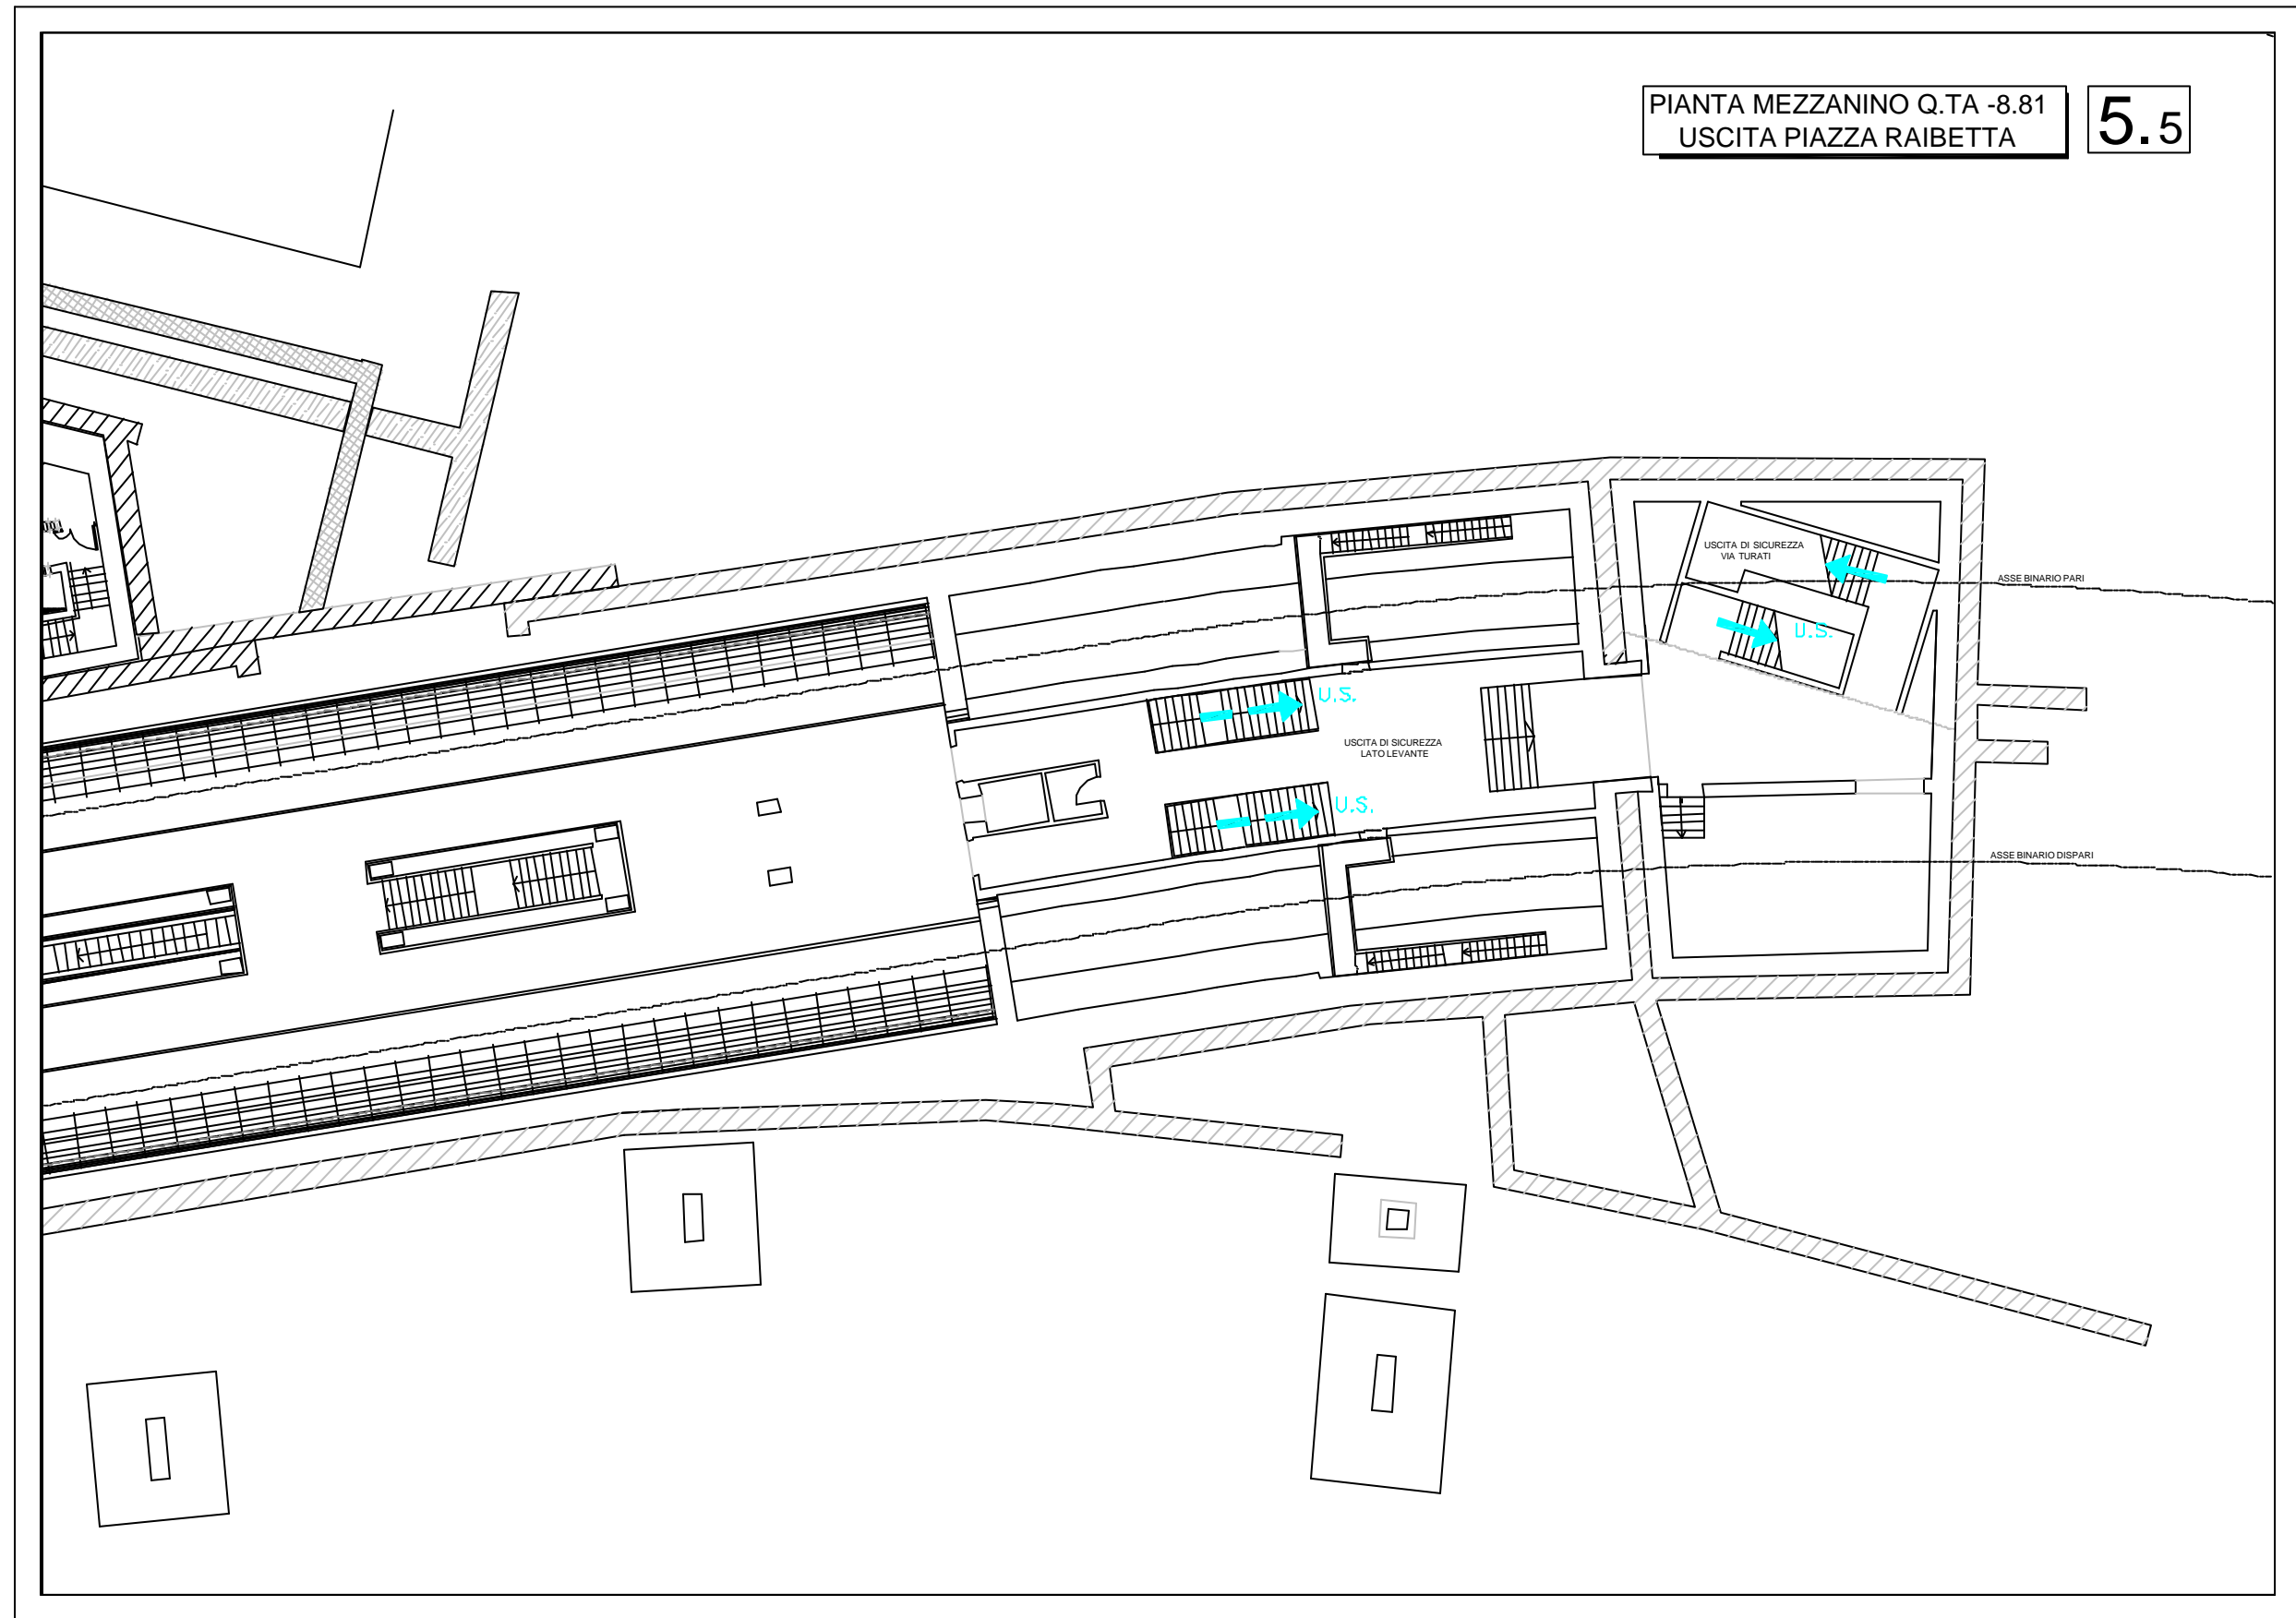 PIANTA MEZZANINO Q.TA -8.81
USCITA PIAZZA RAIBETTA
5.5
USCITA DI SICUREZZA
VIA TURATI
ASSE BINARIO PARI
U.S.
U.S.
USCITA DI SICUREZZA
LATO LEVANTE
U.S.
ASSE BINARIO DISPARI